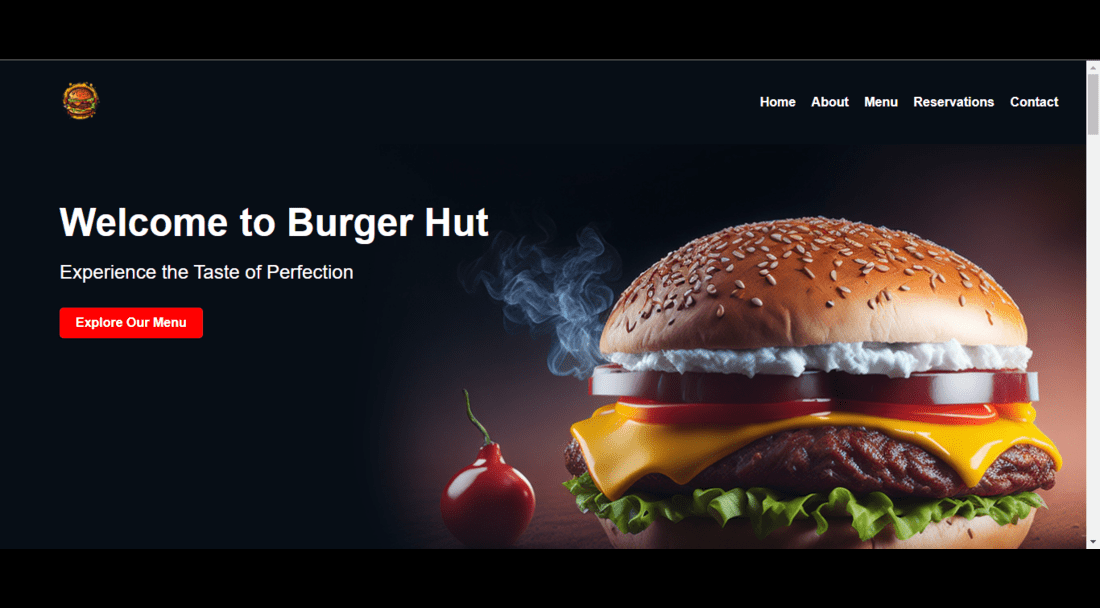 Home About Menu Reservations Contact
Welcome to Burger Hut
Experience the Taste of Perfection
Explore Our Menu